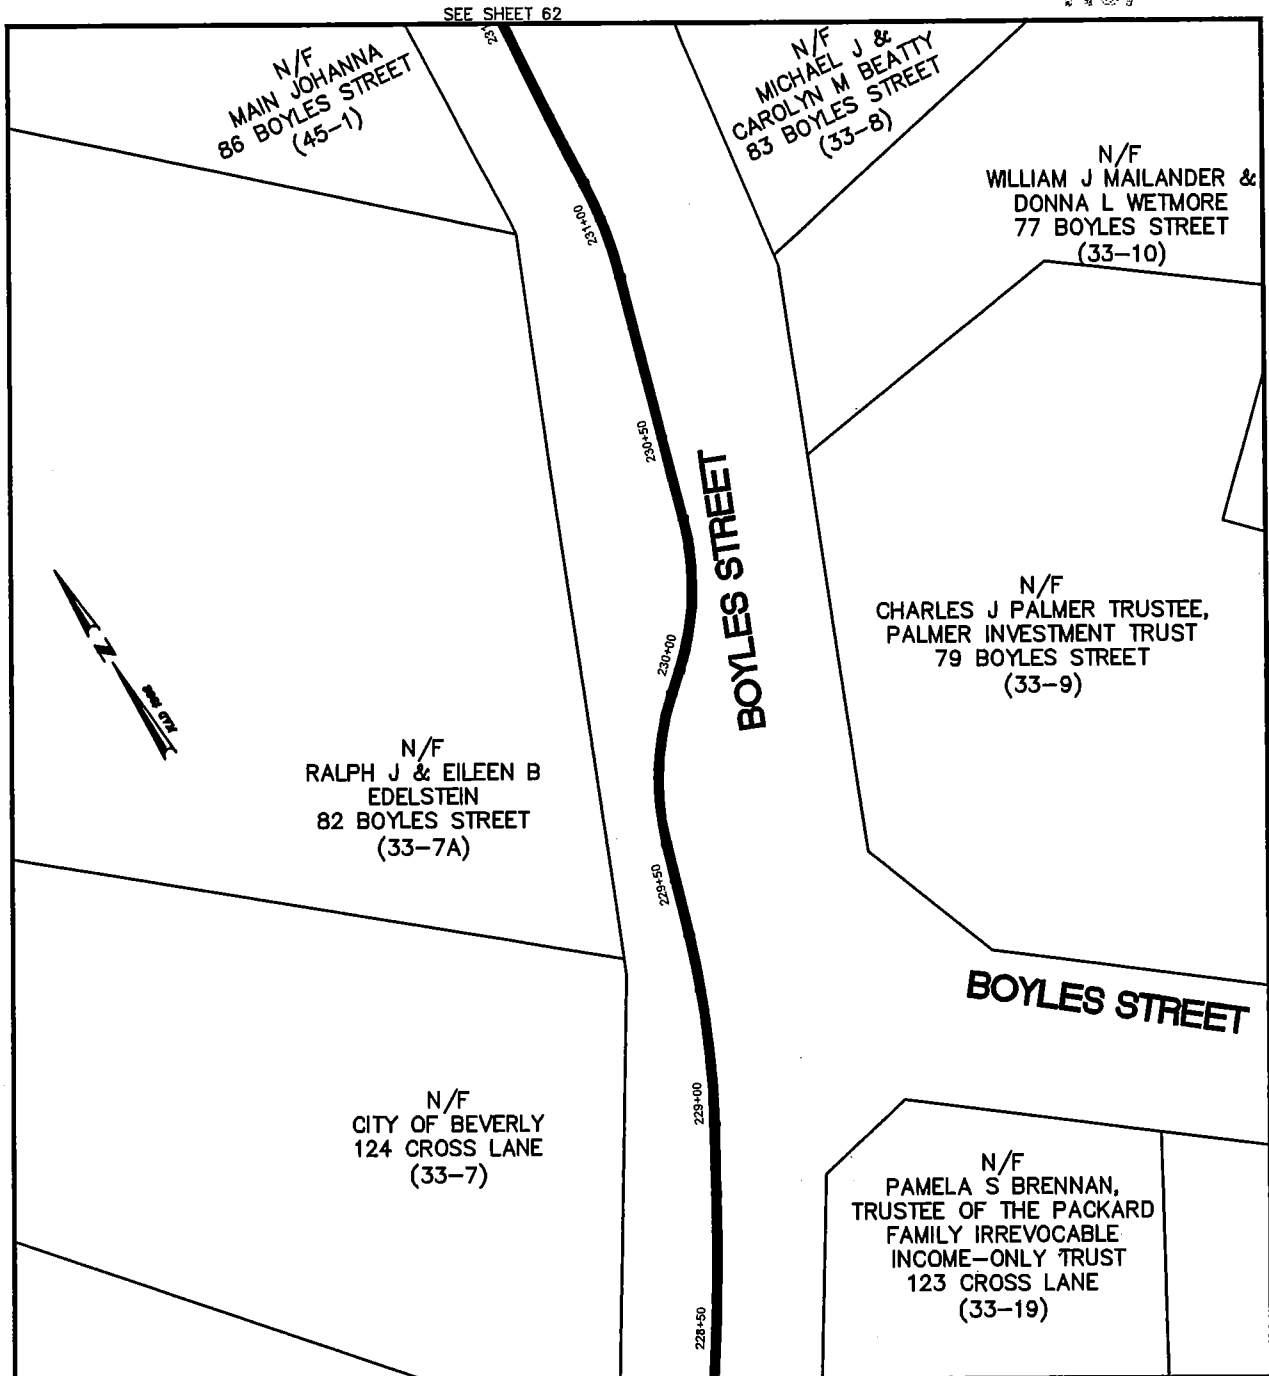 SEE SHEET 62
N/F
MAIN JOHANNA
86 BOYLES STREET
(45-1)
231
N/F
MICHAEL J &
CAROLYN M BEATTY
83 BOYLES STREET
(33-8)
N/F
WILLIAM J MAILANDER &
DONNA L WETMORE
77 BOYLES STREET
(33-10)
231+00
230+50
BOYLES STREET
N/F
CHARLES J PALMER TRUSTEE,
PALMER INVESTMENT TRUST
79 BOYLES STREET
(33-9)
N
230+00
N/F
RALPH J & EILEEN B
EDELSTEIN
82 BOYLES STREET
(33-7A)
229+50
BOYLES STREET
N/F
CITY OF BEVERLY
124 CROSS LANE
(33-7)
229+00
N/F
PAMELA S BRENNAN,
TRUSTEE OF THE PACKARD
FAMILY IRREVOCABLE
INCOME-ONLY TRUST
123 CROSS LANE
(33-19)
228+50